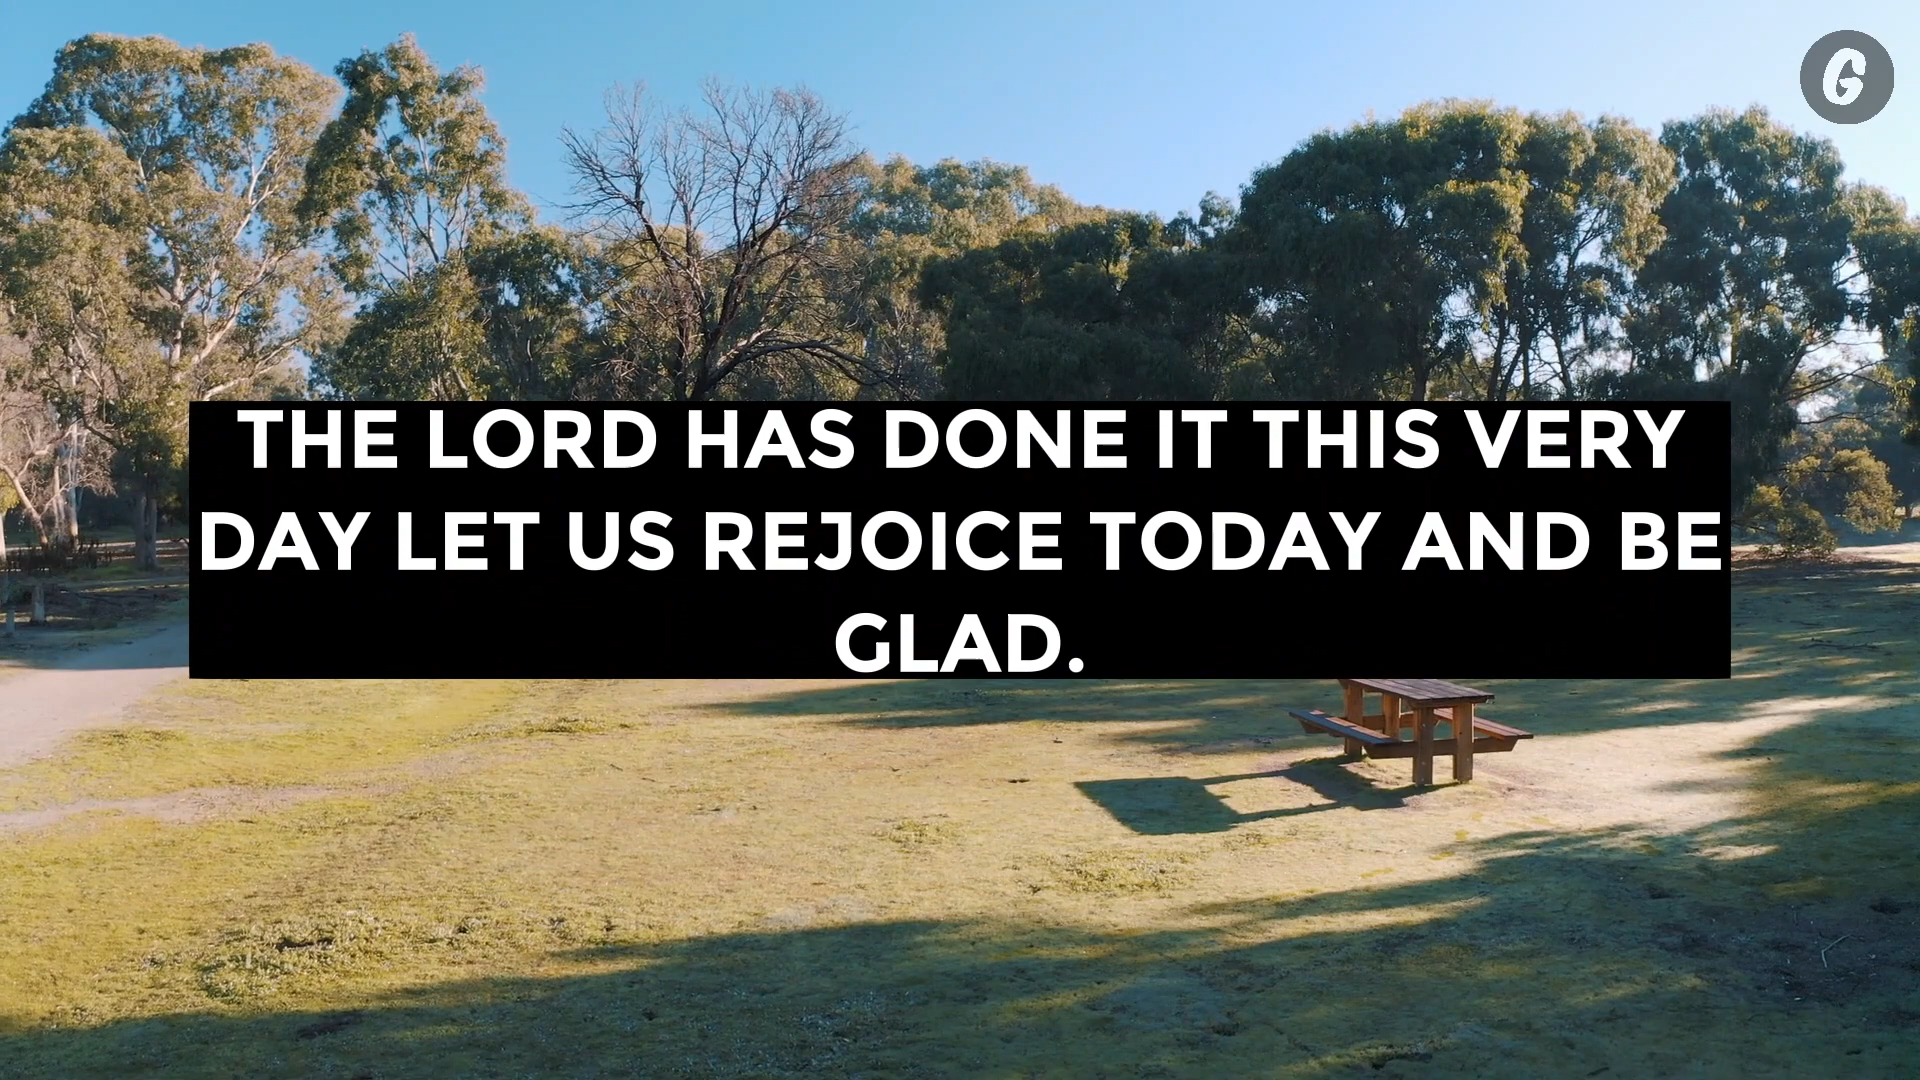 G
THE LORD HAS DONE IT THIS VERY
DAY LET US REJOICE TODAY AND BE
GLAD.